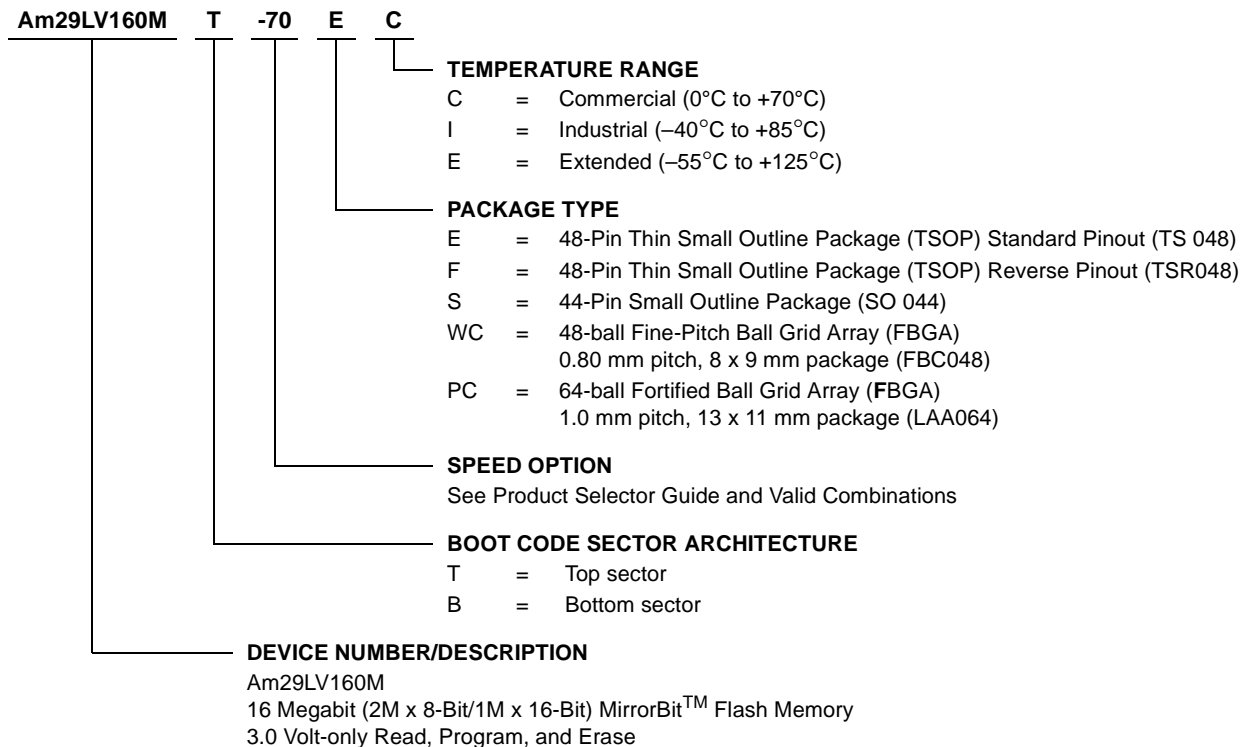 Am29LV160M T -70 E C
TEMPERATURE RANGE
C = Commercial (0°C to +70°C)
I = Industrial (–40°C to +85°C)
E = Extended (–55°C to +125°C)
PACKAGE TYPE
E = 48-Pin Thin Small Outline Package (TSOP) Standard Pinout (TS 048)
F = 48-Pin Thin Small Outline Package (TSOP) Reverse Pinout (TSR048)
S = 44-Pin Small Outline Package (SO 044)
WC = 48-ball Fine-Pitch Ball Grid Array (FBGA)
0.80 mm pitch, 8 x 9 mm package (FBC048)
PC = 64-ball Fortified Ball Grid Array (FBGA)
1.0 mm pitch, 13 x 11 mm package (LAA064)
SPEED OPTION
See Product Selector Guide and Valid Combinations
BOOT CODE SECTOR ARCHITECTURE
T = Top sector
B = Bottom sector
DEVICE NUMBER/DESCRIPTION
Am29LV160M
16 Megabit (2M x 8-Bit/1M x 16-Bit) MirrorBit™ Flash Memory
3.0 Volt-only Read, Program, and Erase